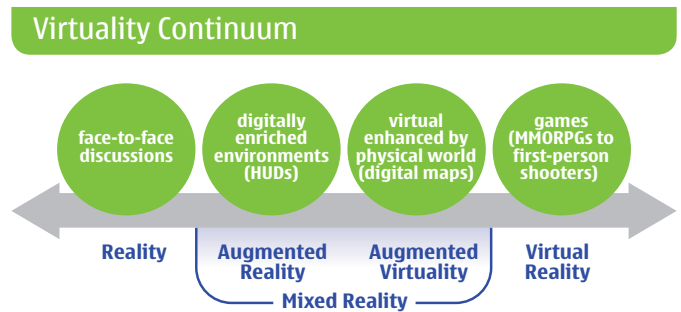 Virtuality Continuum
face-to-face
discussions
digitally
enriched
environments
(HUDs)
virtual
enhanced by
physical world
(digital maps)
games
(MMORPGs to
first-person
shooters)
Reality
Augmented
Reality
Augmented
Virtuality
Virtual
Reality
Mixed Reality